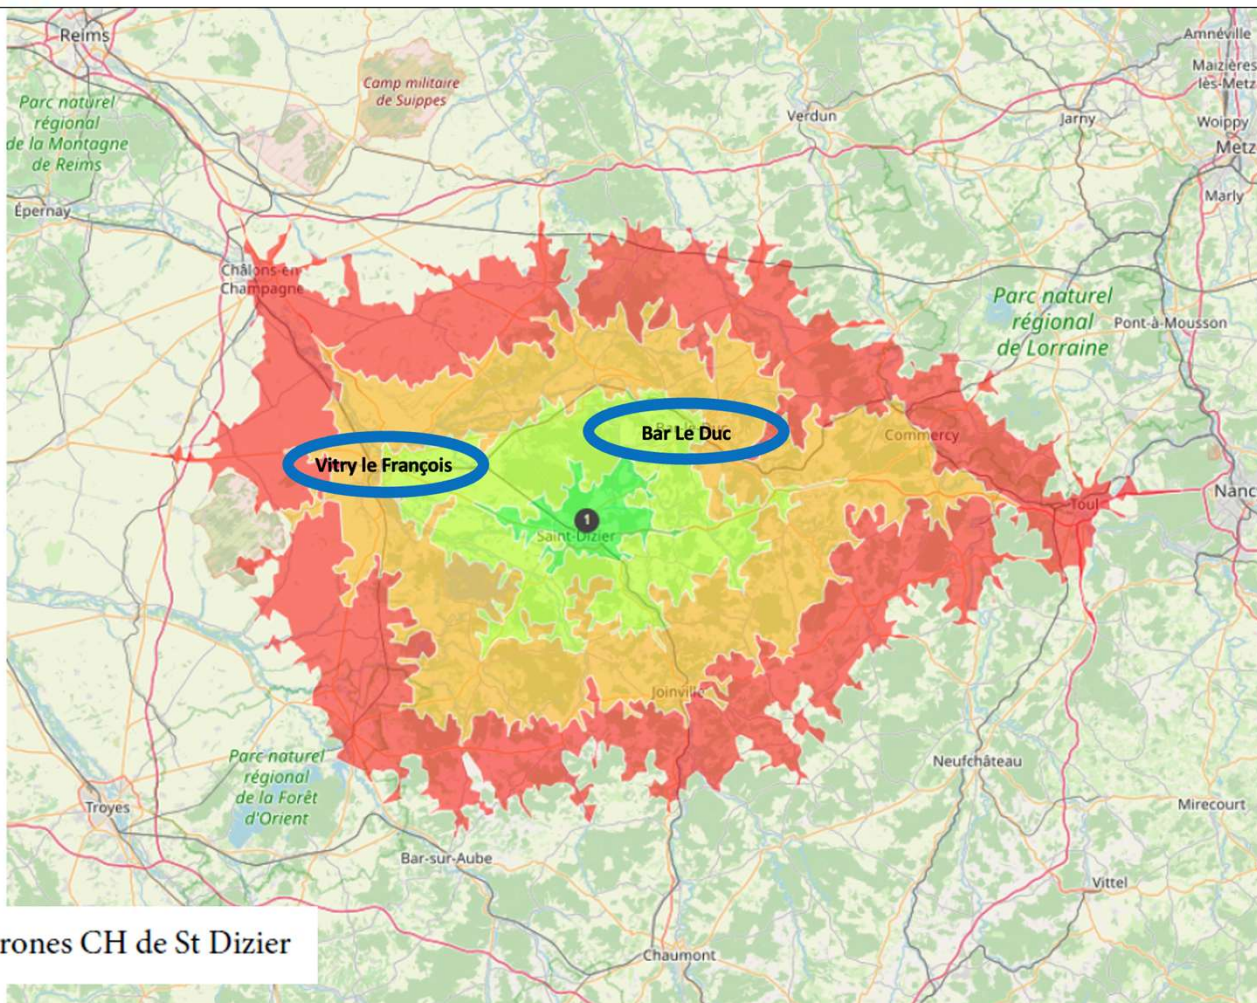 Reims
Amnéville
Maizières-
lès-Metz
Camp militaire
de Suippes
Parc naturel
régional
de la Montagne
de Reims
Verdun
Jarny
Woippy
Metz
Marly
Épernay
Châlons-en-
Champagne
Parc naturel
régional
de Lorraine
Pont-à-Mousson
Bar Le Duc
Commercy
Vitry le François
Nanc
Toul
1
Saint-Dizier
Joinville
Parc naturel
régional
de la Forêt
d'Orient
Neufchâteau
Troyes
Mirecourt
Bar-sur-Aube
Vittel
rones CH de St Dizier
Chaumont